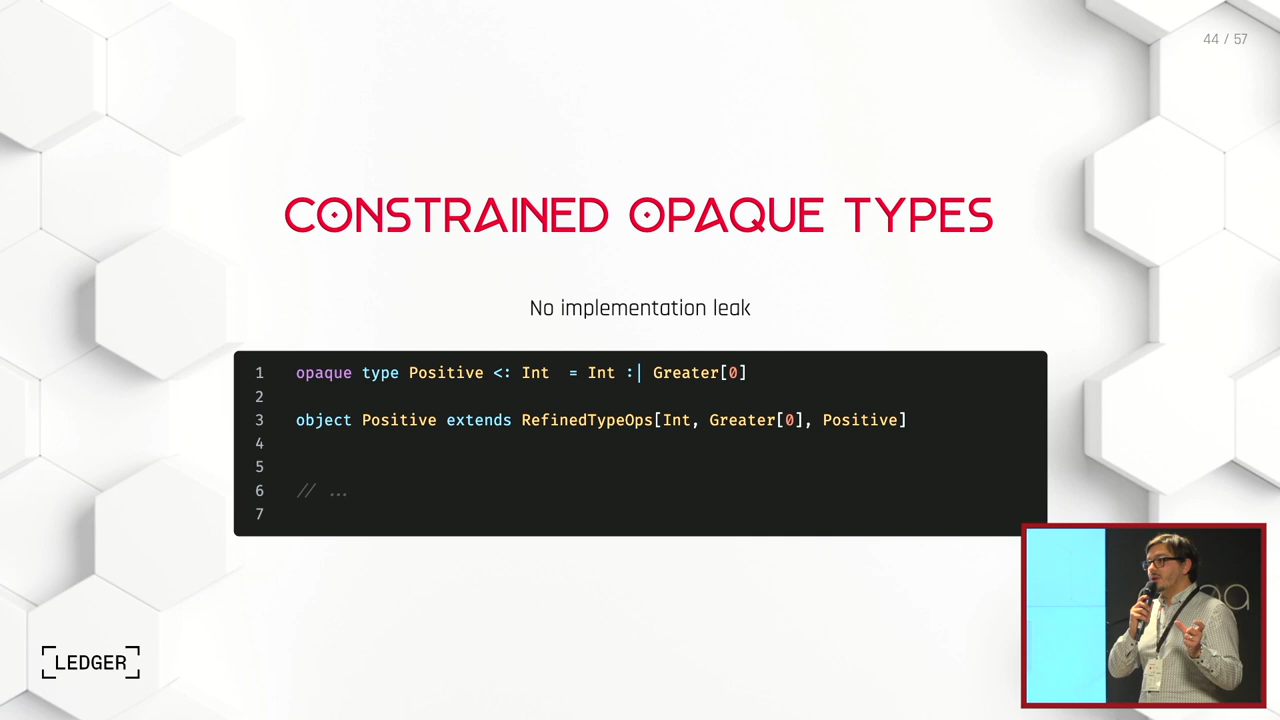 44 / 57
CONSTRAINED OPAQUE TYPES
No implementation leak
1 opaque type Positive <: Int  = Int :| Greater[0]
2
3 object Positive extends RefinedTypeOps[Int, Greater[0], Positive]
4
5
6 // ...
7
LEDGER